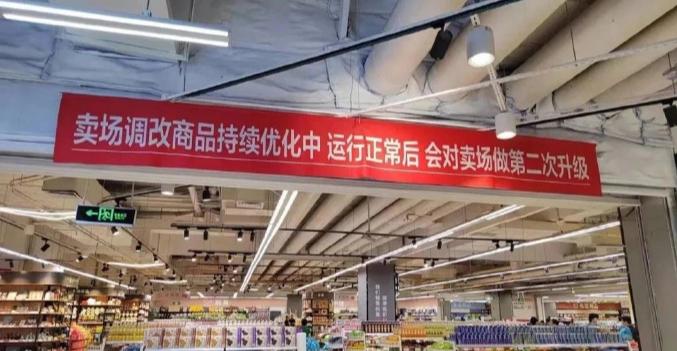 卖场调改商品持续优化中 运行正常后 会对卖场做第二次升级